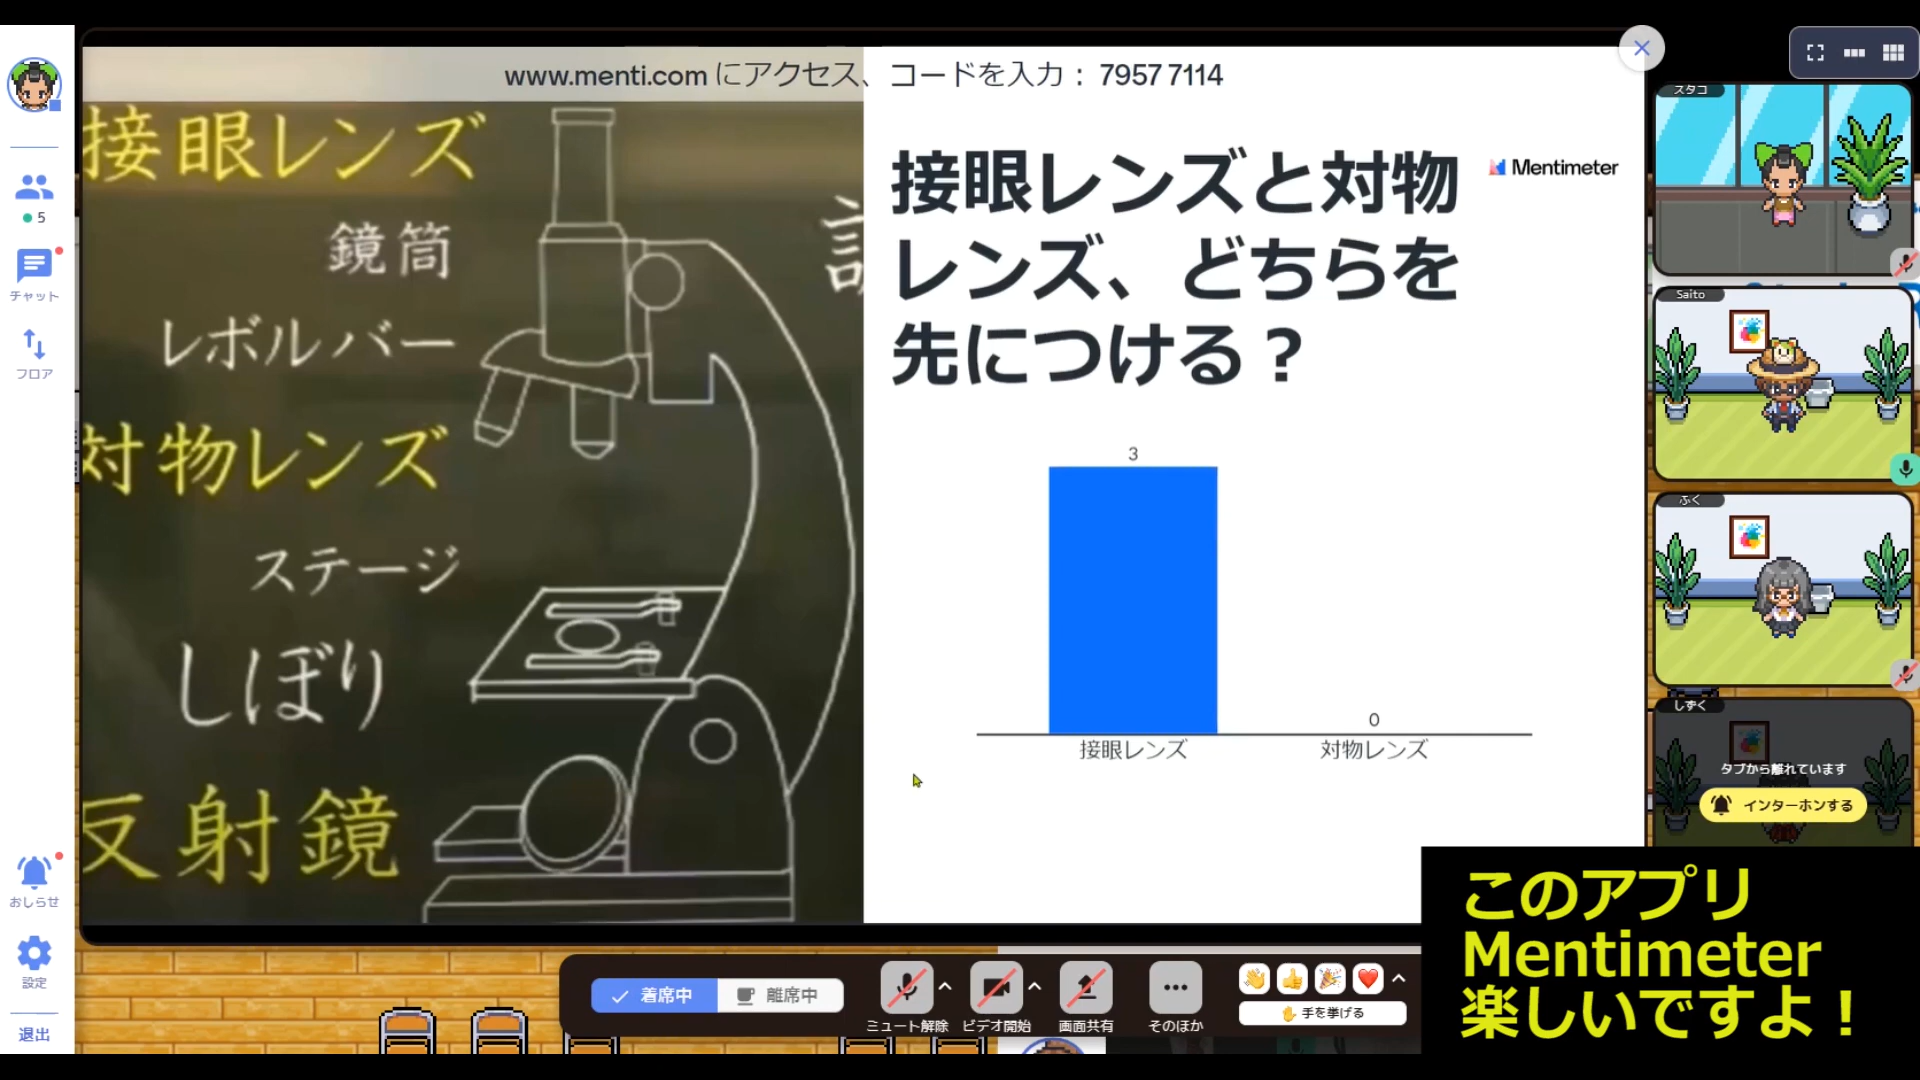 www.menti.com にアクセス、コードを入力： 7957 7114
接眼レンズ
鏡筒
レボルバー
対物レンズ
ステージ
しぼり
反射鏡
接眼レンズと対物
レンズ、どちらを
先につける？
Mentimeter
3
0
接眼レンズ
対物レンズ
5
チャット
フロア
おしらせ
設定
退出
スタコ
Saito
ふく
しずく
タブから離れています
インターホンする
着席中
離席中
ミュート解除
ビデオ開始
画面共有
そのほか
手を挙げる
このアプリ
Mentimeter
楽しいですよ！